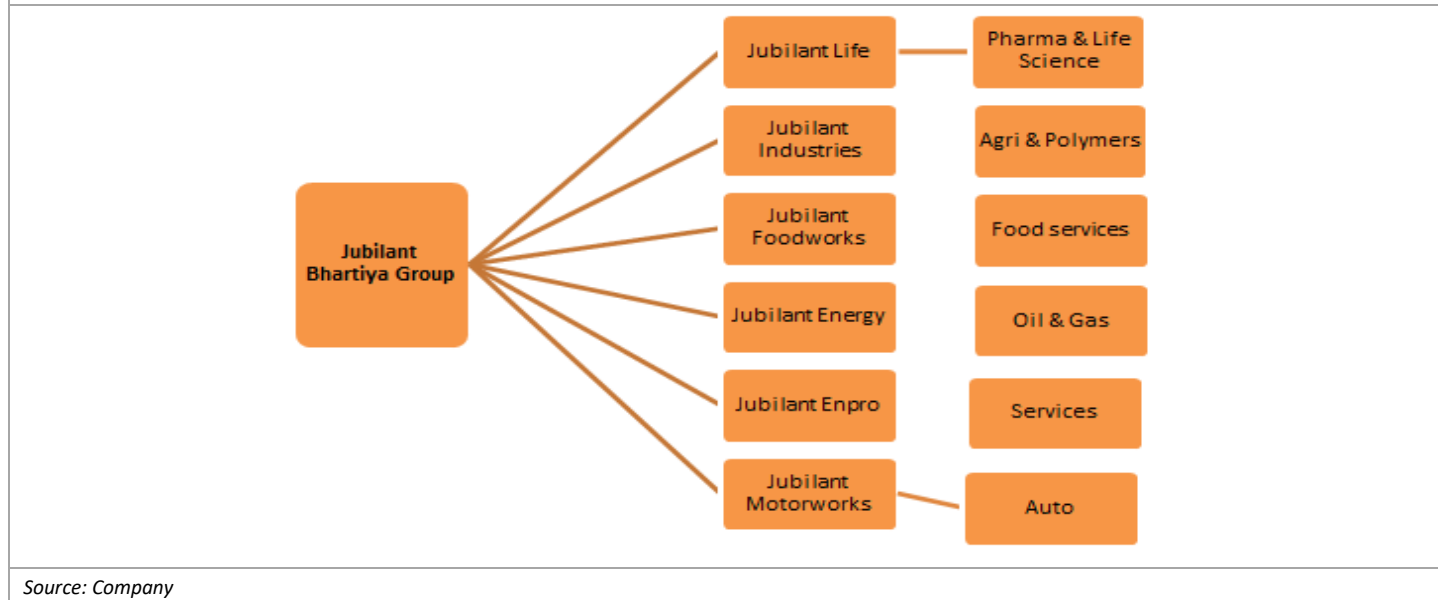 Jubilant Life
Pharma & Life
Science
Jubilant
Industries
Agri & Polymers
Jubilant
Foodworks
Food services
Jubilant
Bhartiya Group
Jubilant Energy
Oil & Gas
Jubilant Enpro
Services
Jubilant
Motorworks
Auto
Source: Company